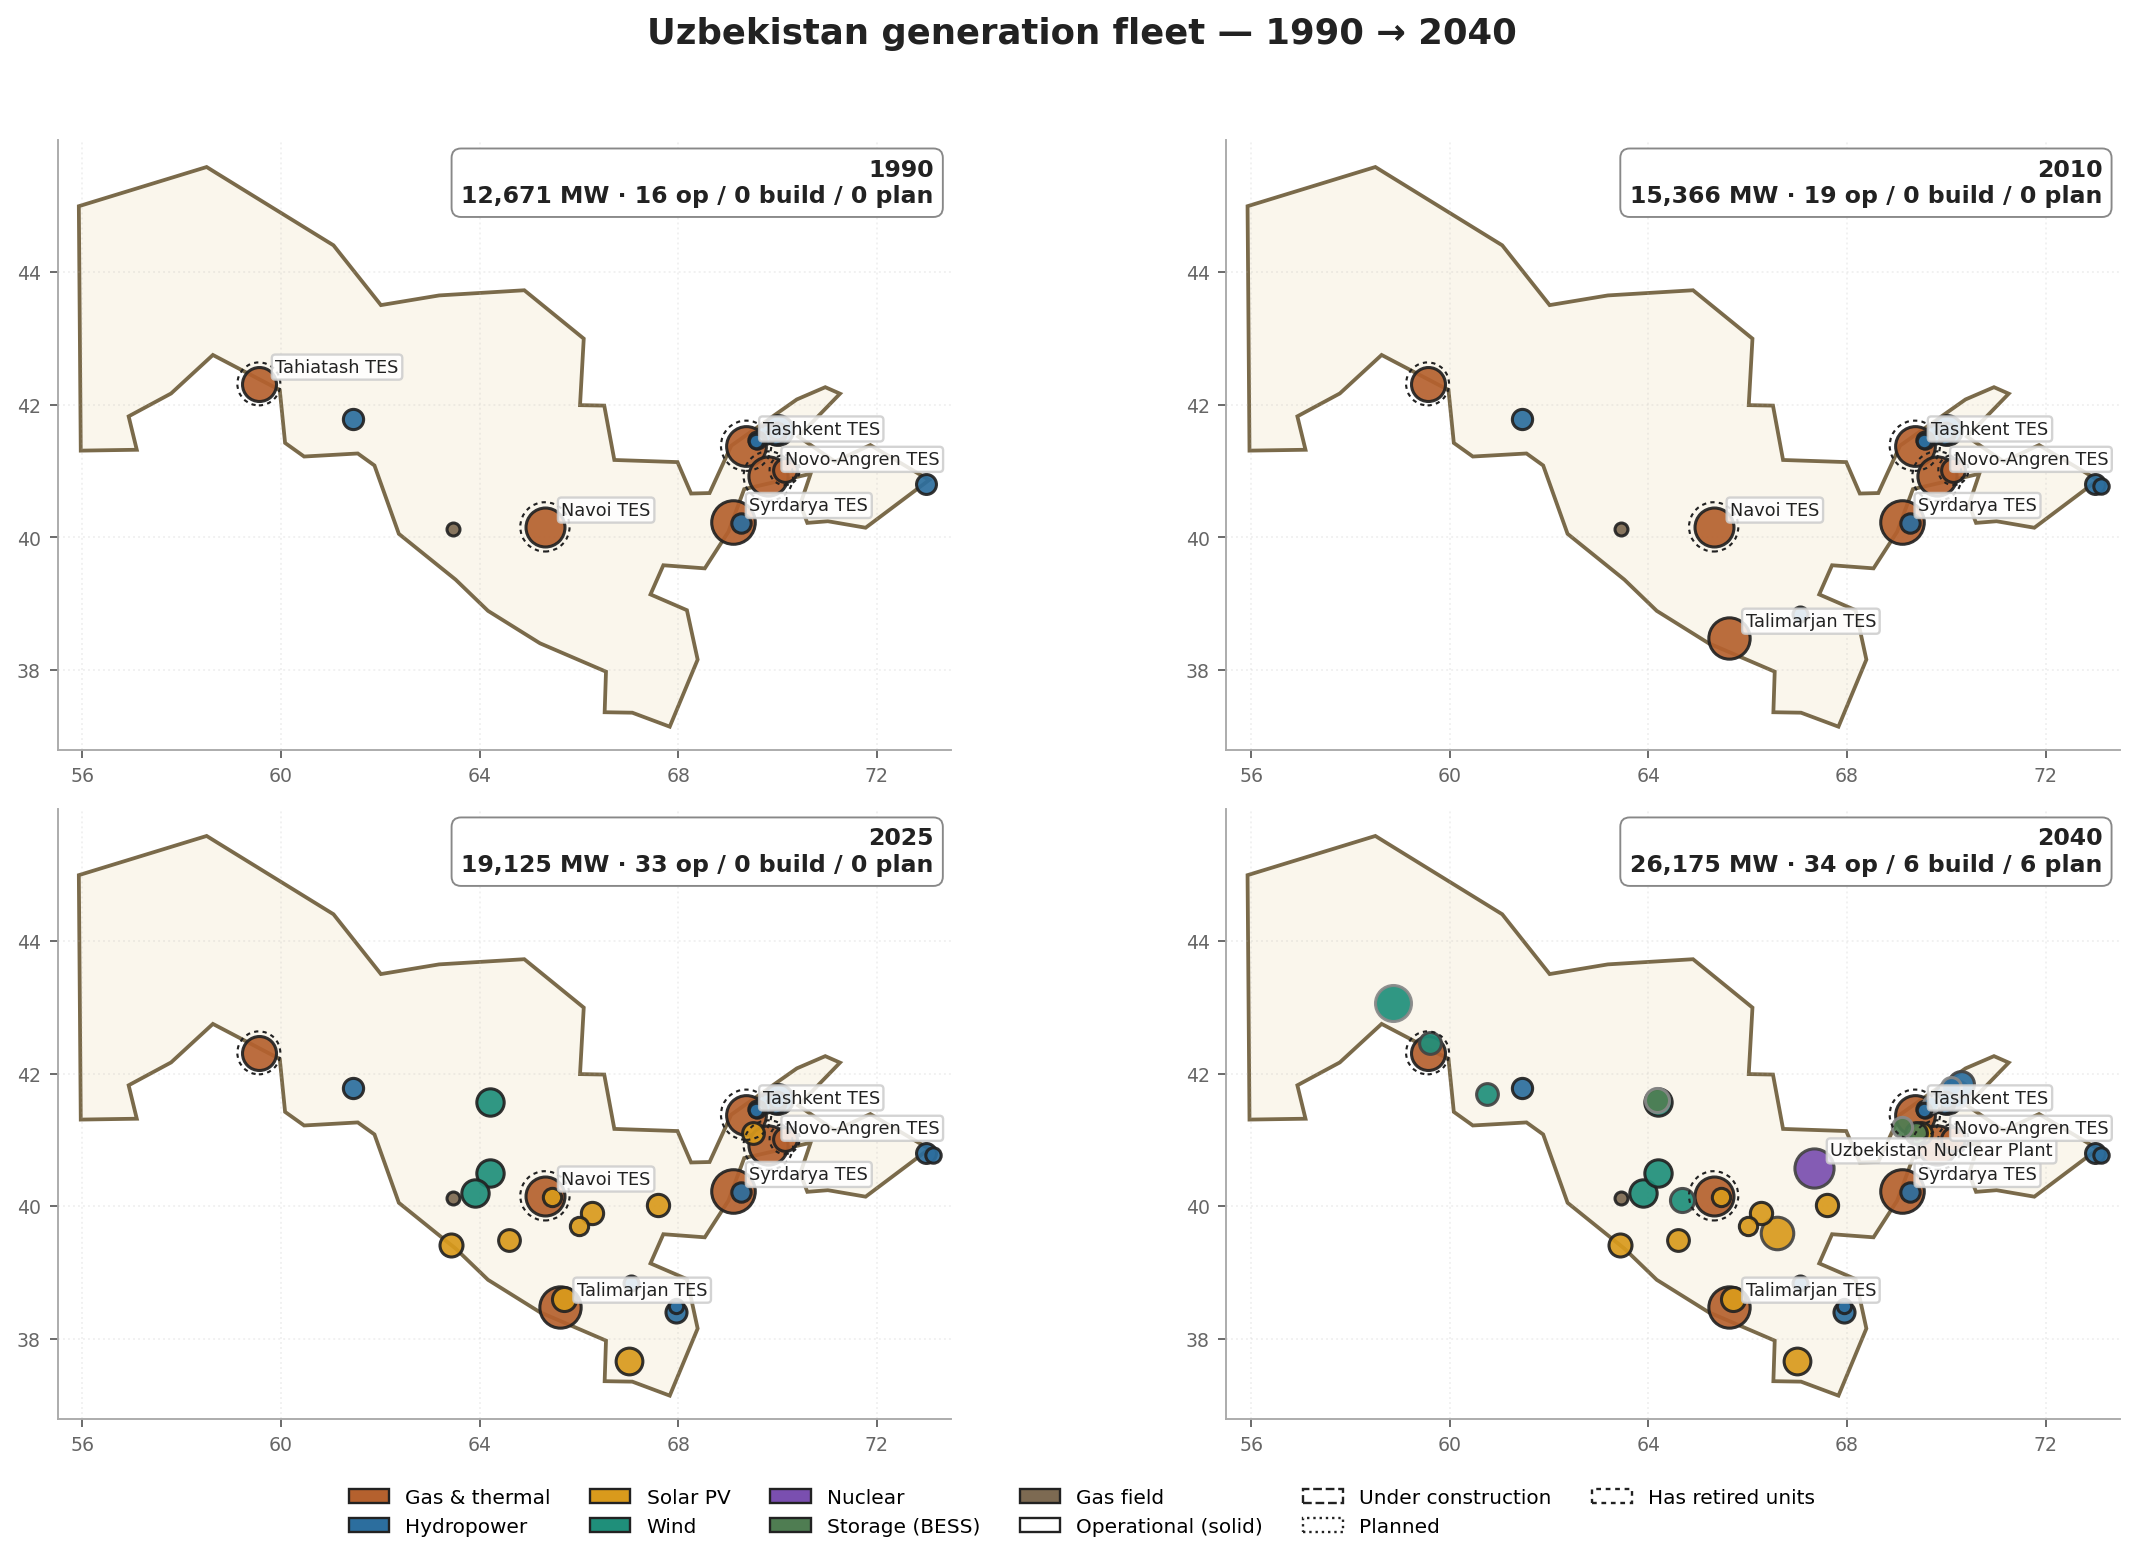 Uzbekistan generation fleet — 1990 → 2040
1990
12,671 MW · 16 op / 0 build / 0 plan
44
42
40
38
56
60
64
68
72
Tahiatash TES
Tashkent TES
Novo-Angren TES
Syrdarya TES
Navoi TES
2010
15,366 MW · 19 op / 0 build / 0 plan
44
42
40
38
56
60
64
68
72
Tashkent TES
Novo-Angren TES
Syrdarya TES
Navoi TES
Talimarjan TES
2025
19,125 MW · 33 op / 0 build / 0 plan
44
42
40
38
56
60
64
68
72
Tashkent TES
Novo-Angren TES
Syrdarya TES
Navoi TES
Talimarjan TES
2040
26,175 MW · 34 op / 6 build / 6 plan
44
42
40
38
56
60
64
68
72
Tashkent TES
Novo-Angren TES
Uzbekistan Nuclear Plant
Syrdarya TES
Talimarjan TES
Gas & thermal
Hydropower
Solar PV
Wind
Nuclear
Storage (BESS)
Gas field
Operational (solid)
Under construction
Planned
Has retired units